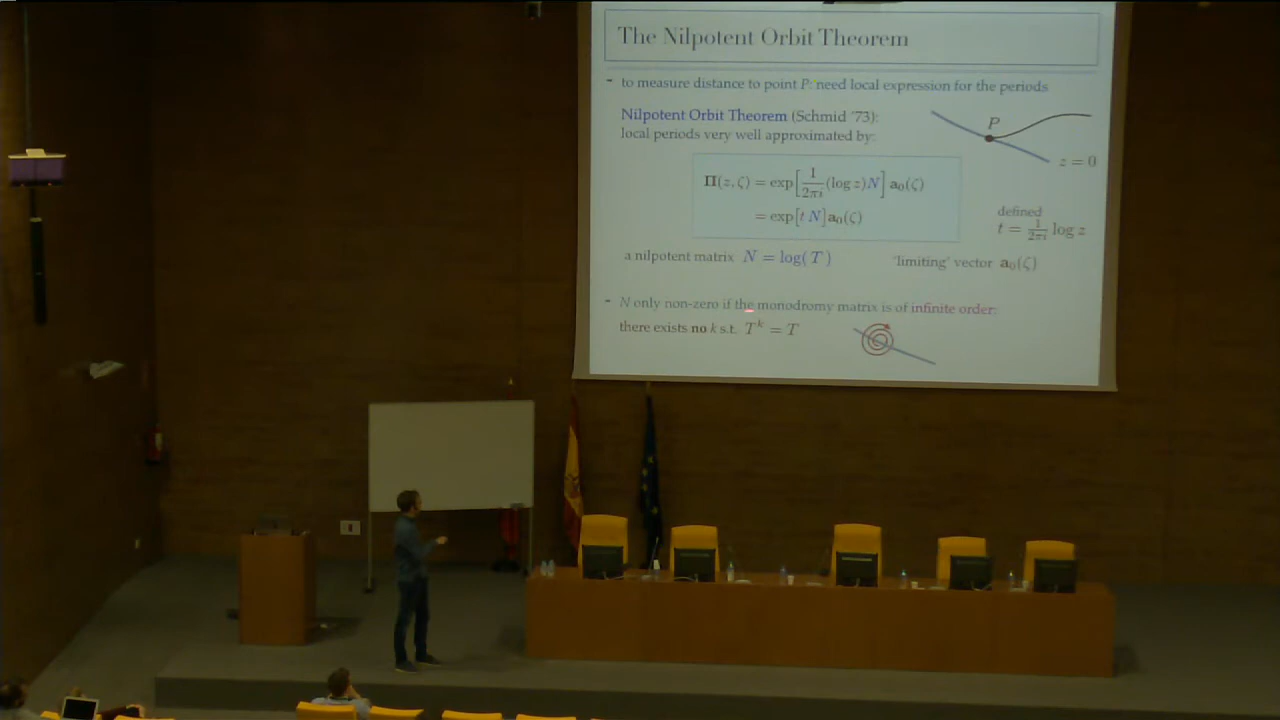 The Nilpotent Orbit Theorem
- to measure distance to point P: need local expression for the periods
Nilpotent Orbit Theorem (Schmid '73):
local periods very well approximated by:
P
z = 0
Π(z, ζ) = exp[1/2πi (log z)N] a₀(ζ)
= exp[t N]a₀(ζ)
defined
t = 1/2πi log z
a nilpotent matrix N = log(T)
'limiting' vector a₀(ζ)
- N only non-zero if the monodromy matrix is of infinite order:
there exists no k s.t. Tᵏ = T